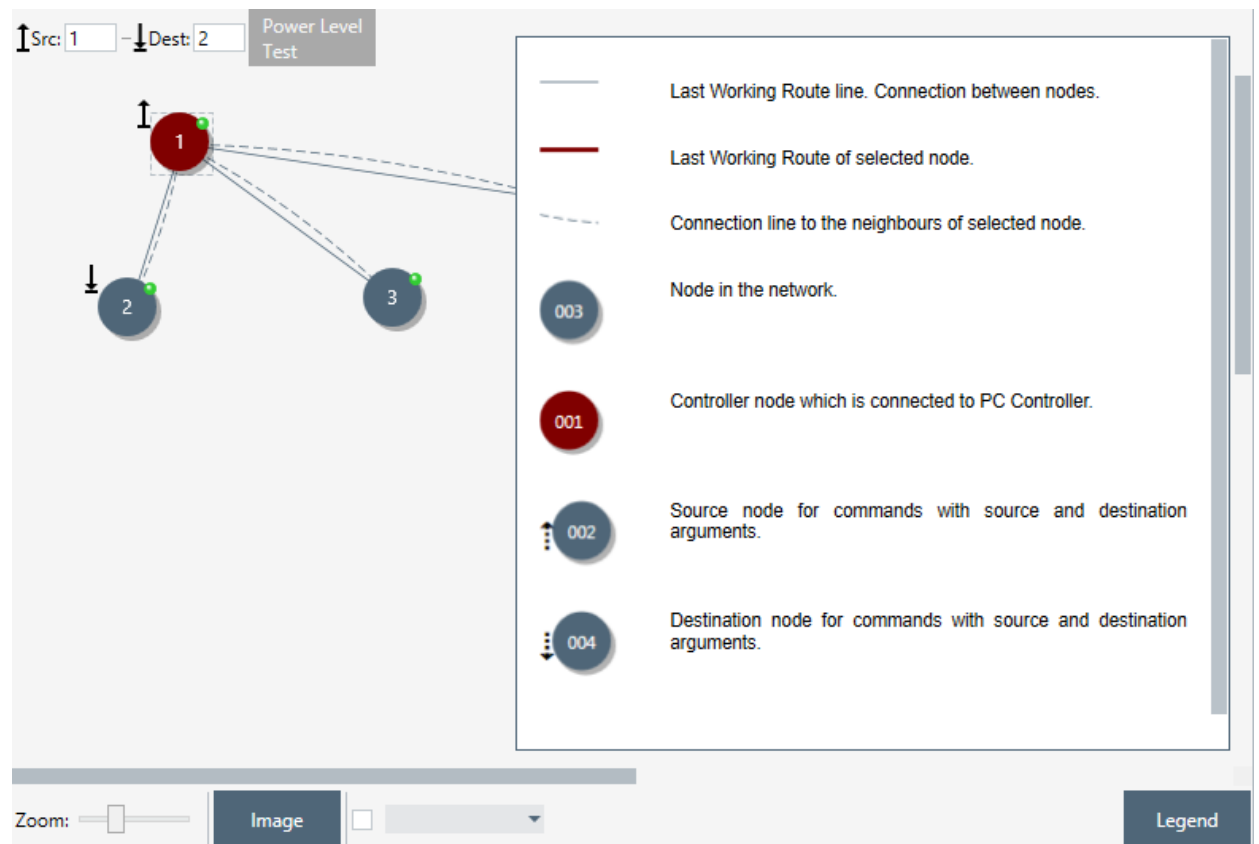 Src: 1 – Dest: 2
Power Level
Test
1
2
3
Last Working Route line. Connection between nodes.
Last Working Route of selected node.
Connection line to the neighbours of selected node.
003
Node in the network.
001
Controller node which is connected to PC Controller.
002
Source node for commands with source and destination
arguments.
004
Destination node for commands with source and destination
arguments.
Zoom:
Image
Legend